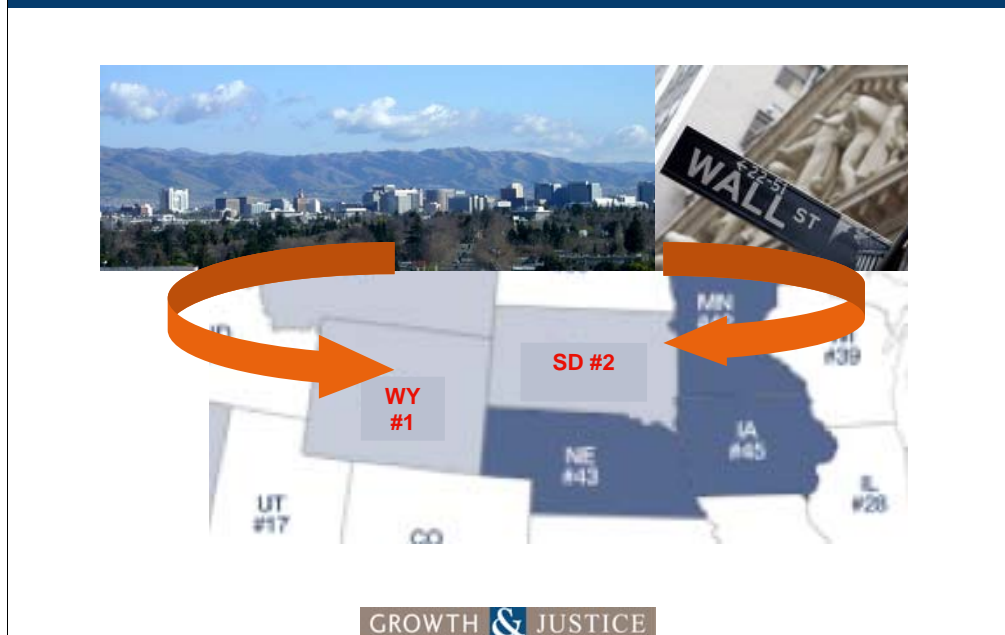 ←22-51
WALL ST
SD #2
WY
#1
NE
#43
IA
#45
#39
UT
#17
IL
#28
CO
MN
GROWTH & JUSTICE